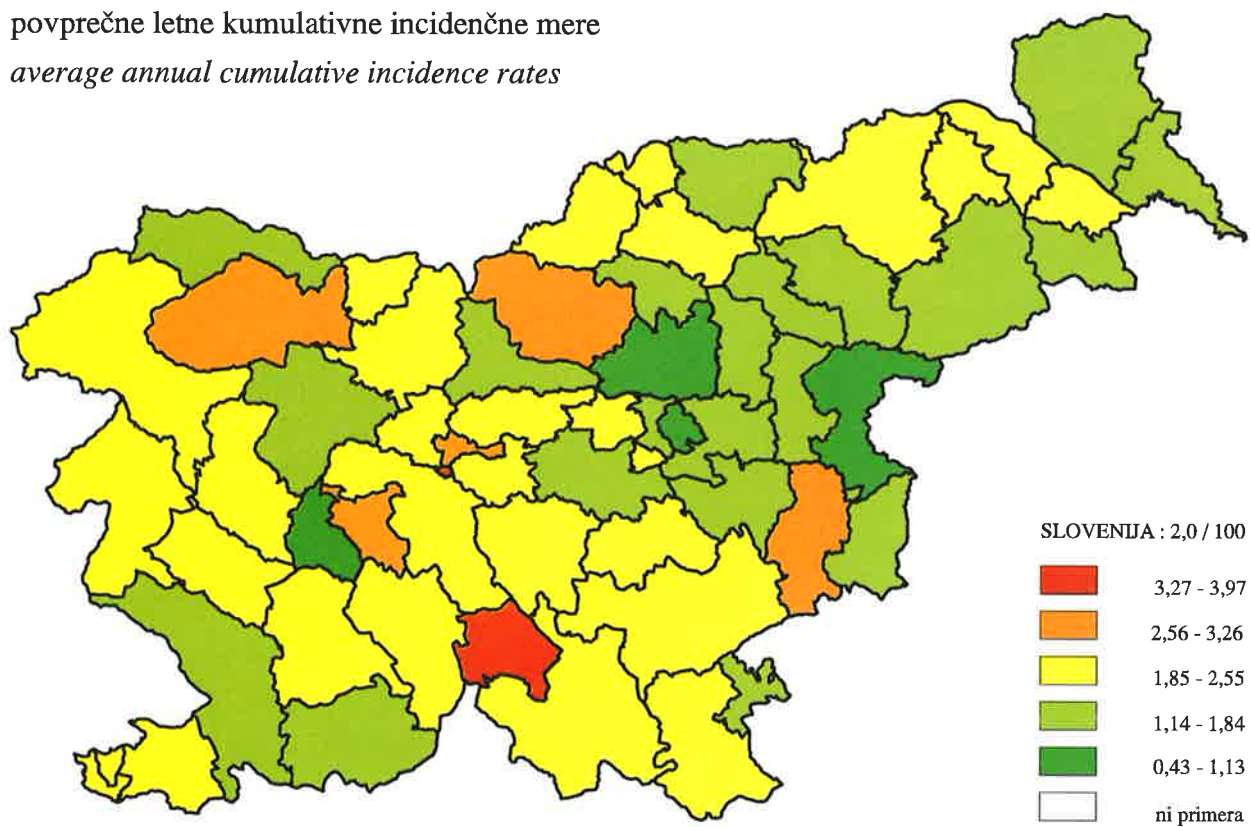 povprečne letne kumulativne incidenčne mere
average annual cumulative incidence rates
SLOVENIJA : 2,0 / 100
3,27 - 3,97
2,56 - 3,26
1,85 - 2,55
1,14 - 1,84
0,43 - 1,13
ni primera